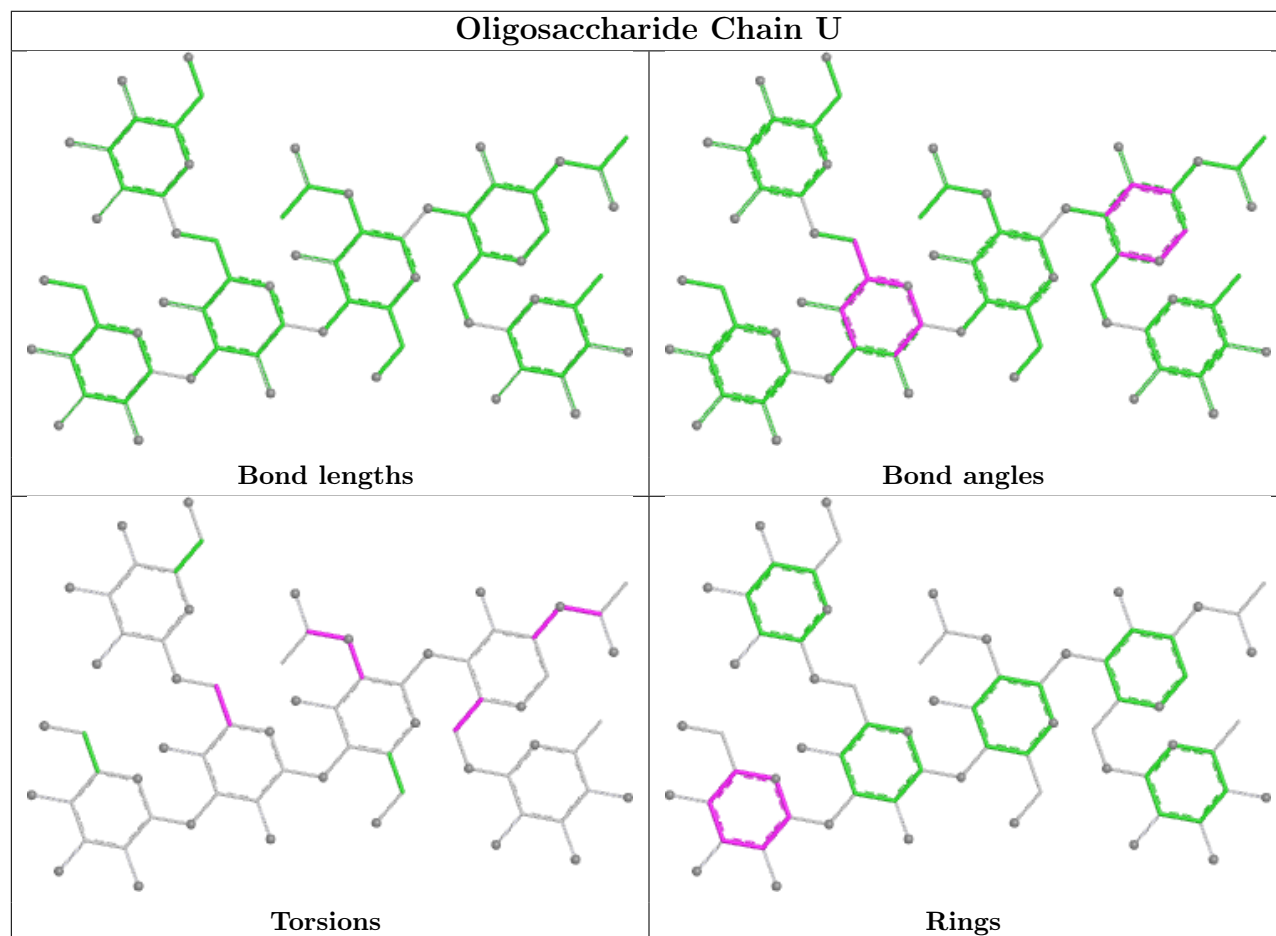 Oligosaccharide Chain U
Bond lengths
Bond angles
Torsions
Rings